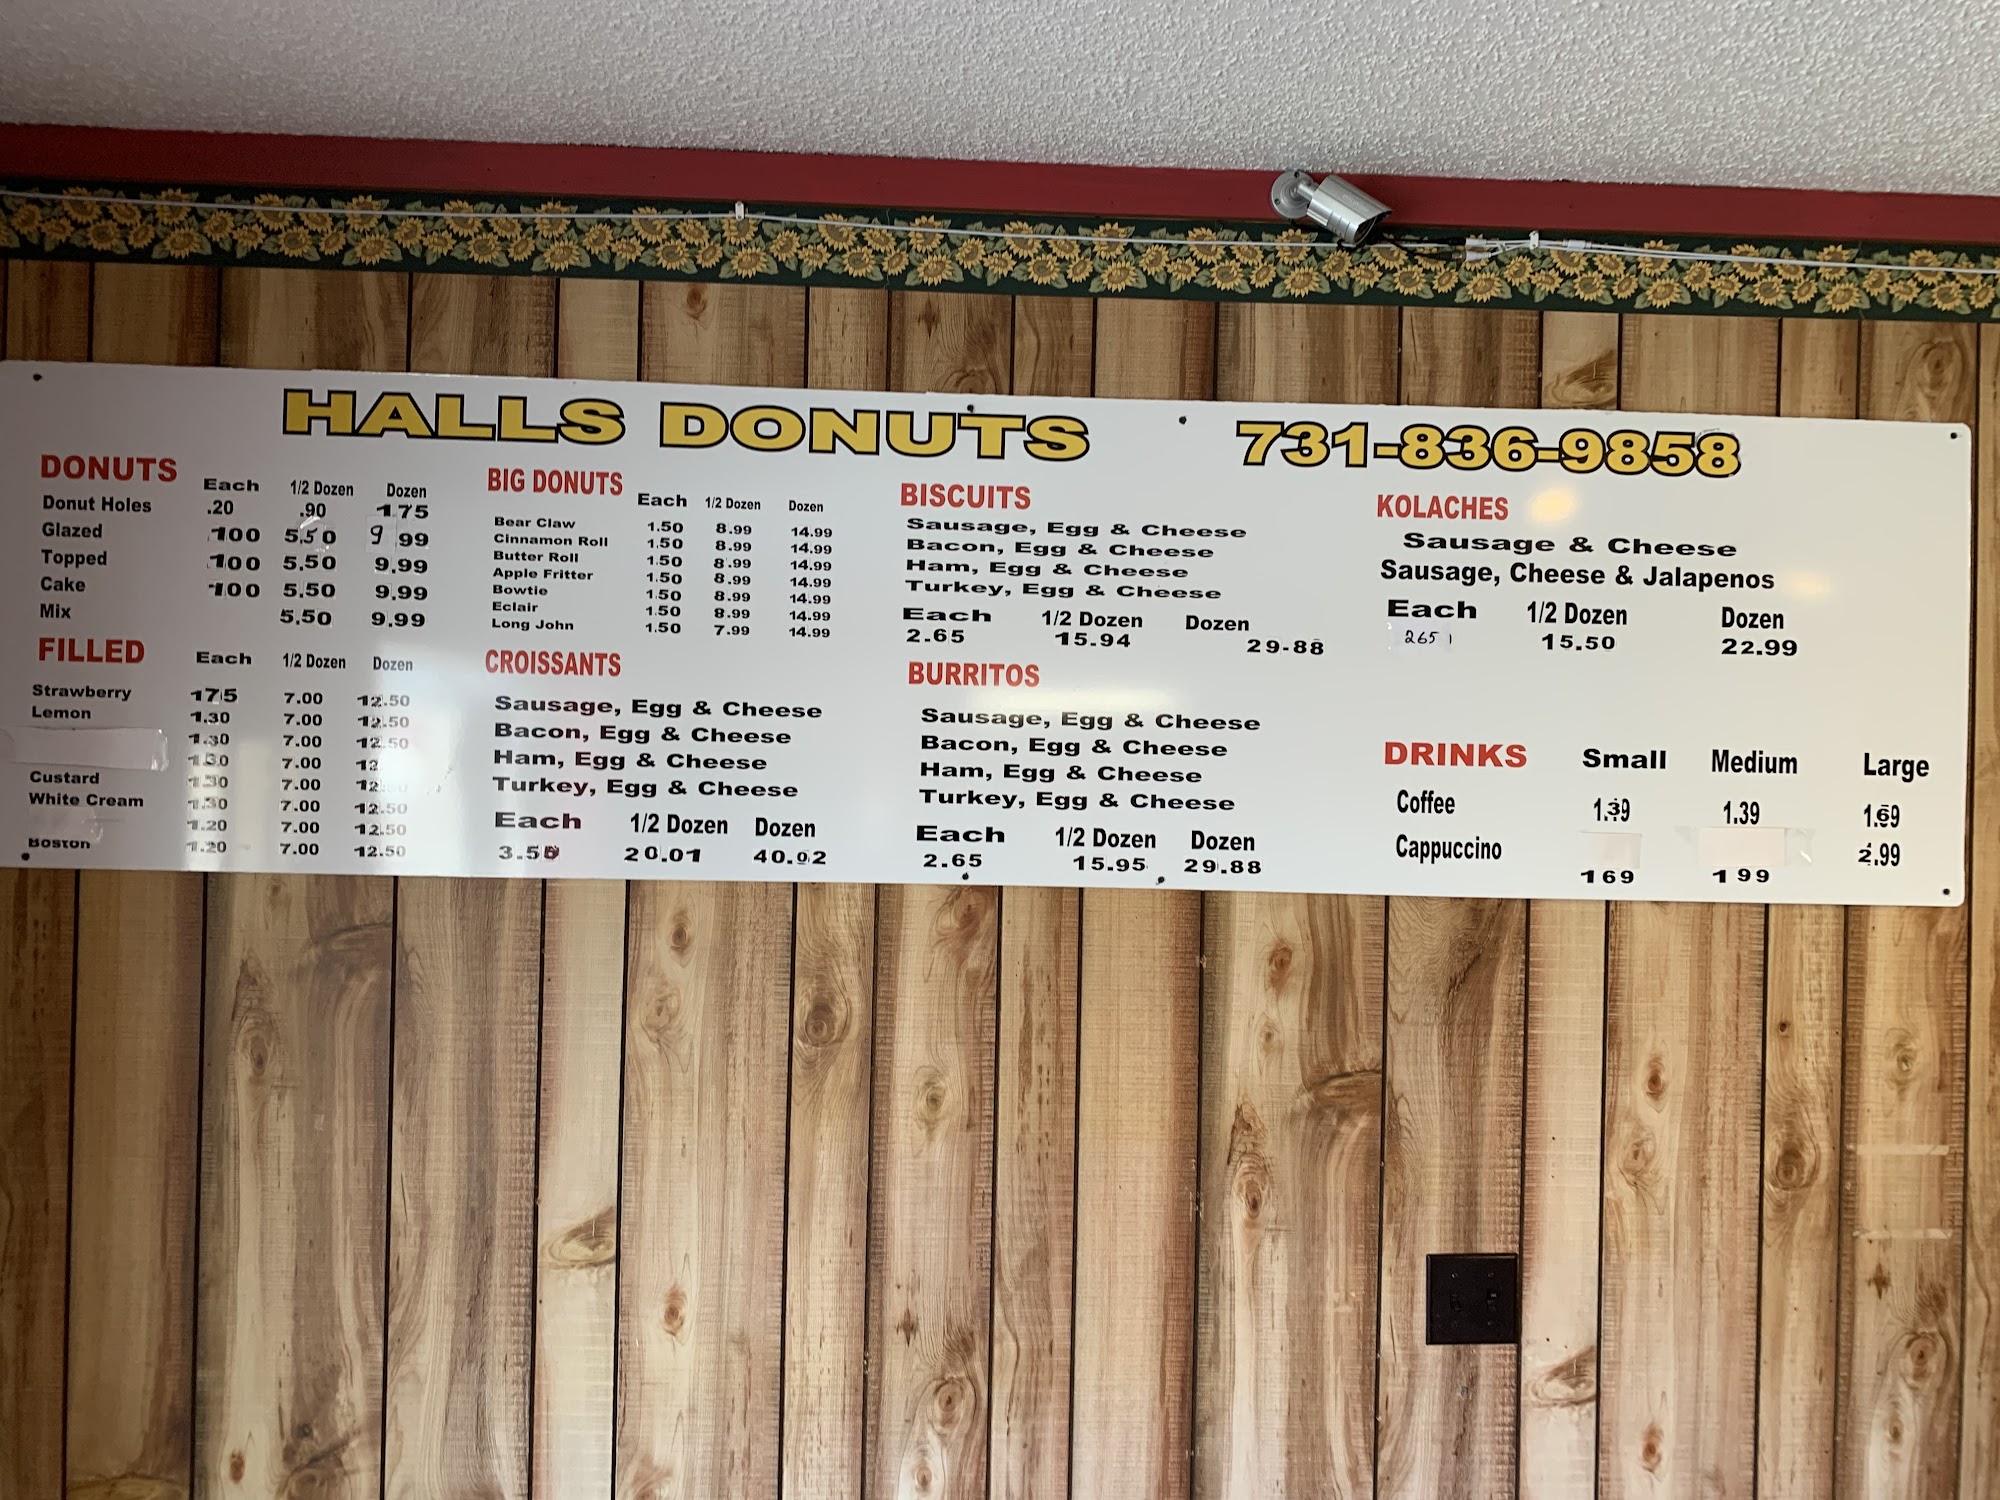 HALLS DONUTS 731-836-9858
DONUTS Each 1/2 Dozen Dozen
Donut Holes .20 .90 1.75
Glazed 100 5.50 9 99
Topped 100 5.50 9.99
Cake 100 5.50 9.99
Mix 5.50 9.99
FILLED Each 1/2 Dozen Dozen
Strawberry 175 7.00 12.50
Lemon 1.30 7.00 12.50
1.30 7.00 12.50
1.30 7.00 12
Custard 1.30 7.00 12
White Cream 1.30 7.00 12.50
1.20 7.00 12.50
Boston 1.20 7.00 12.50
BIG DONUTS Each 1/2 Dozen Dozen
Bear Claw 1.50 8.99 14.99
Cinnamon Roll 1.50 8.99 14.99
Butter Roll 1.50 8.99 14.99
Apple Fritter 1.50 8.99 14.99
Bowtie 1.50 8.99 14.99
Eclair 1.50 8.99 14.99
Long John 1.50 7.99 14.99
CROISSANTS
Sausage, Egg & Cheese
Bacon, Egg & Cheese
Ham, Egg & Cheese
Turkey, Egg & Cheese
Each 1/2 Dozen Dozen
20.01 40.02
BISCUITS
Sausage, Egg & Cheese
Bacon, Egg & Cheese
Ham, Egg & Cheese
Turkey, Egg & Cheese
Each 1/2 Dozen Dozen
2.65 15.94 29-88
BURRITOS
Sausage, Egg & Cheese
Bacon, Egg & Cheese
Ham, Egg & Cheese
Turkey, Egg & Cheese
Each 1/2 Dozen Dozen
2.65 15.95 29.88
KOLACHES
Sausage & Cheese
Sausage, Cheese & Jalapenos
Each 1/2 Dozen Dozen
265 15.50 22.99
DRINKS Small Medium Large
Coffee 1.39 1.39 1.69
Cappuccino 2.99
169 199